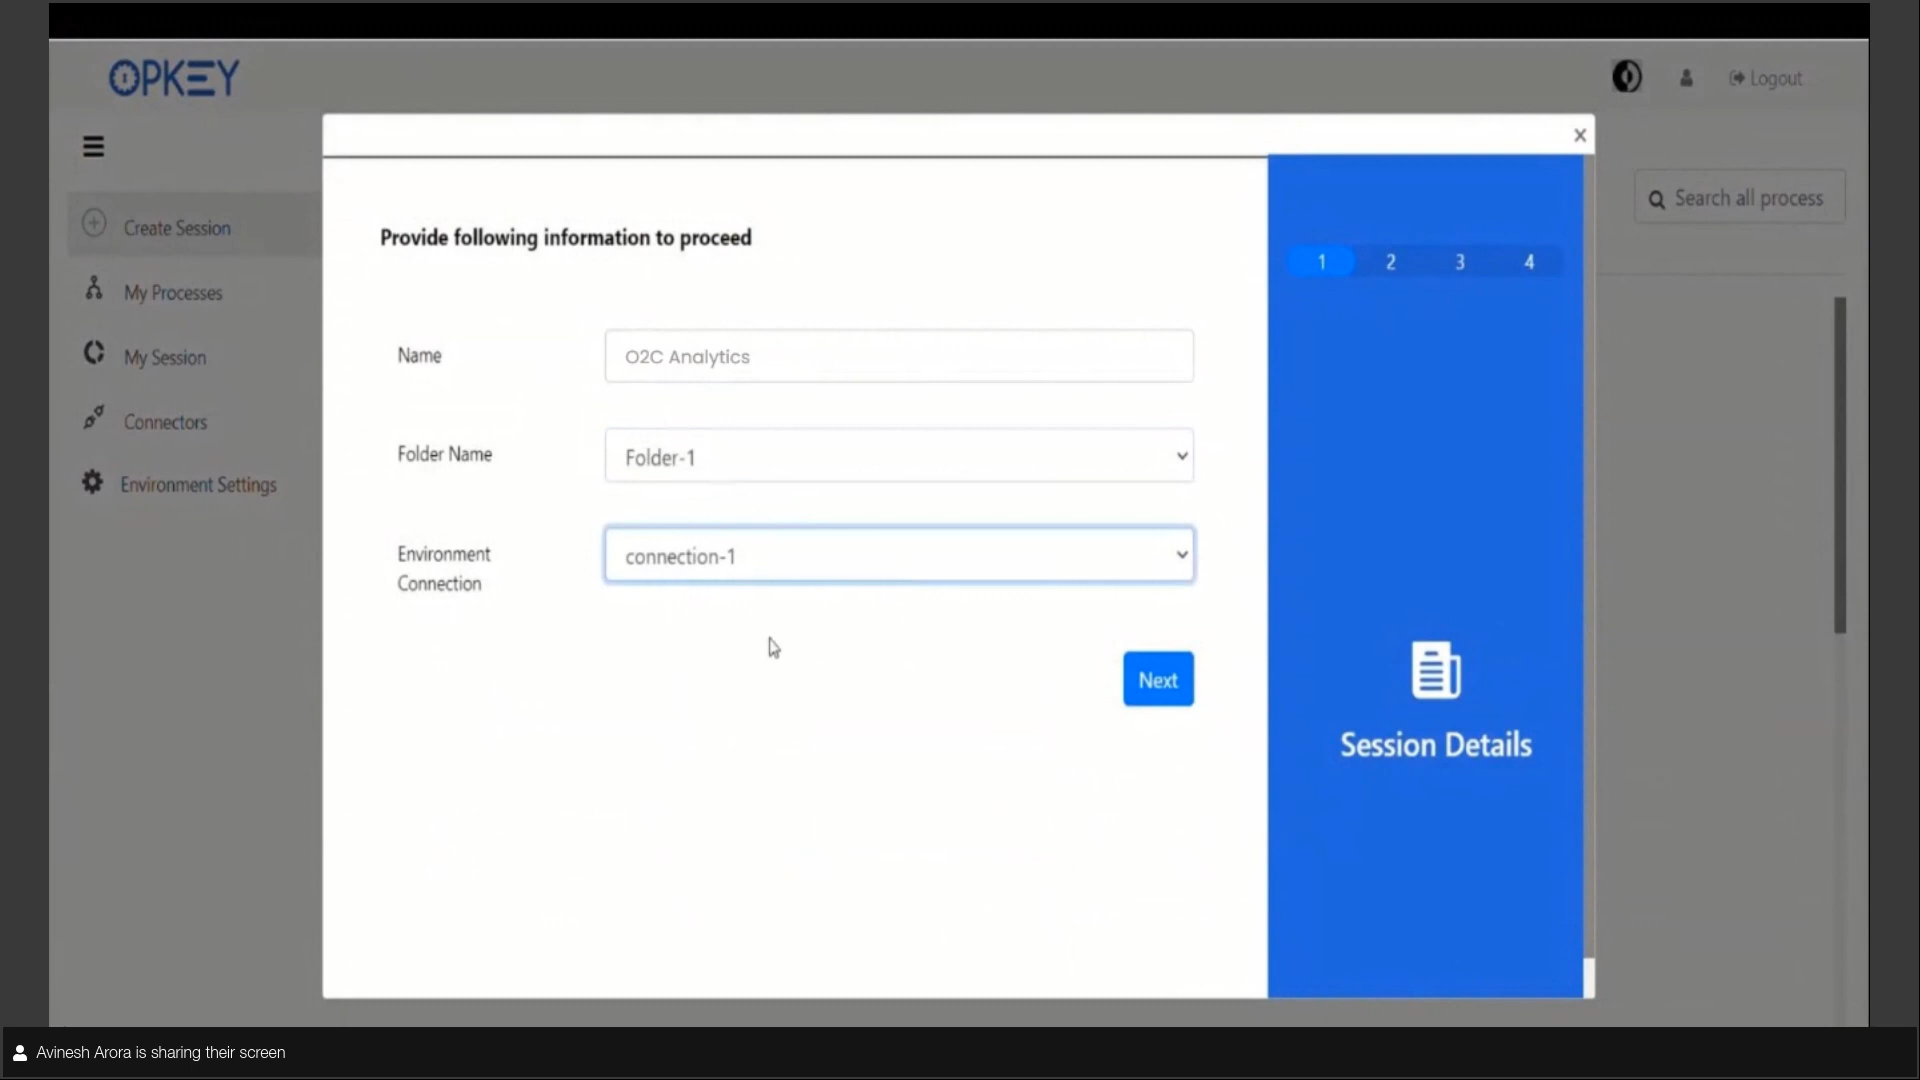 OPKEY
Logout
Create Session
My Processes
My Session
Connectors
Environment Settings
Search all process
×
Provide following information to proceed
Name
O2C Analytics
Folder Name
Folder-1
Environment
Connection
connection-1
Next
1 2 3 4
Session Details
Avinesh Arora is sharing their screen